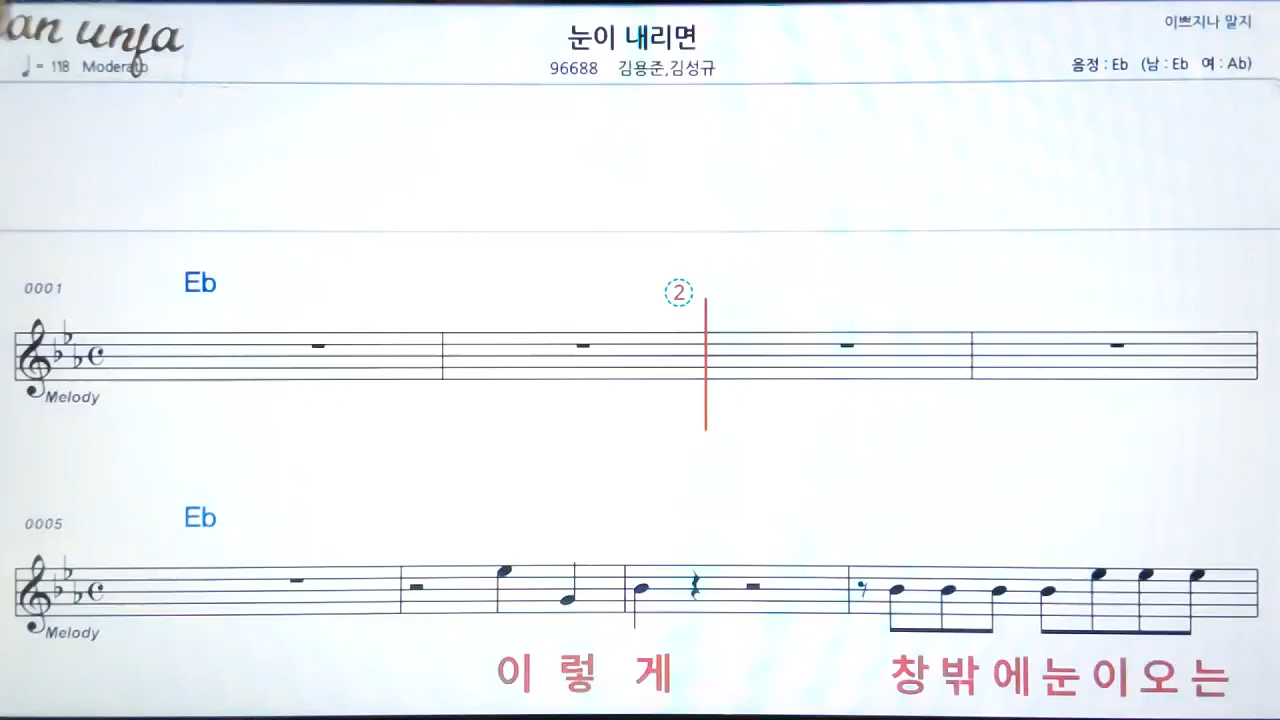 an unfa
이쁘지나 말지
눈이 내리면
♩ = 118 Moderato
96688 김용준,김성규
음정 : Eb (남 : Eb 여 : Ab)
0001 Eb
2
Melody
0005 Eb
Melody
이 렇 게 창 밖 에 눈 이 오 는